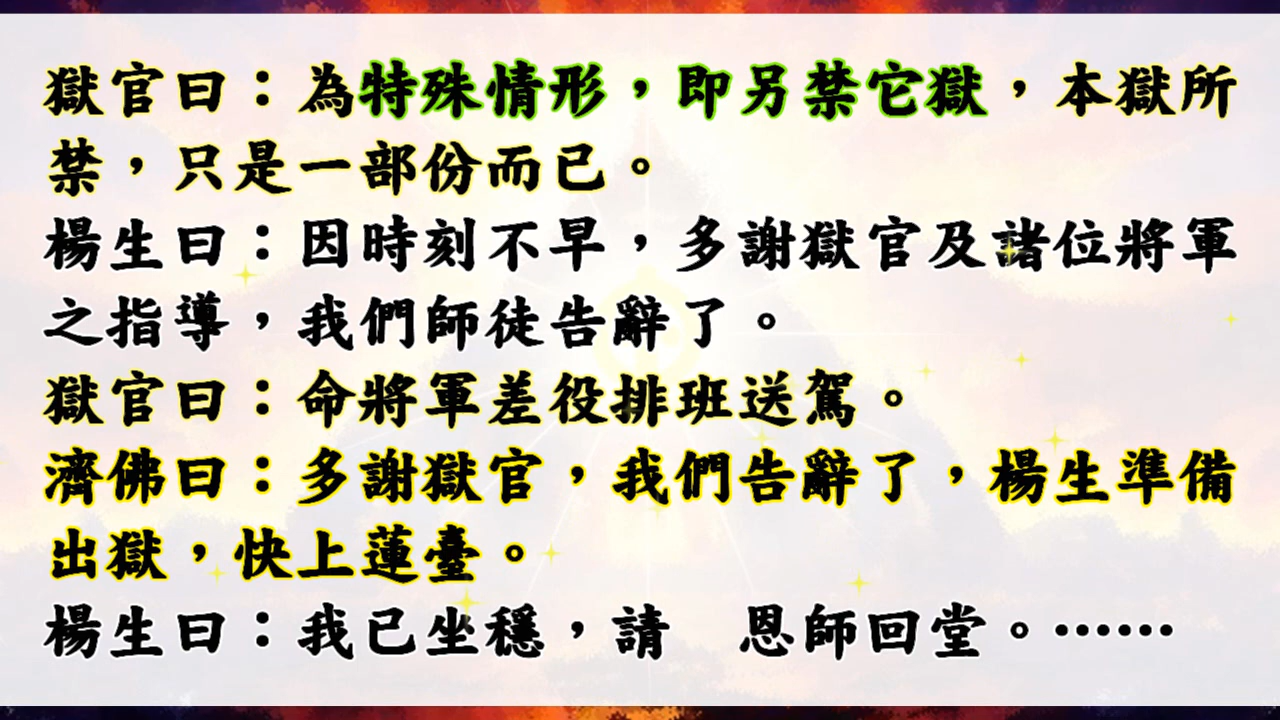 獄官曰：為特殊情形，即另禁它獄，本獄所
禁，只是一部份而已。
楊生曰：因時刻不早，多謝獄官及諸位將軍
之指導，我們師徒告辭了。
獄官曰：命將軍差役排班送駕。
濟佛曰：多謝獄官，我們告辭了，楊生準備
出獄，快上蓮臺。
楊生曰：我已坐穩，請　恩師回堂。⋯⋯